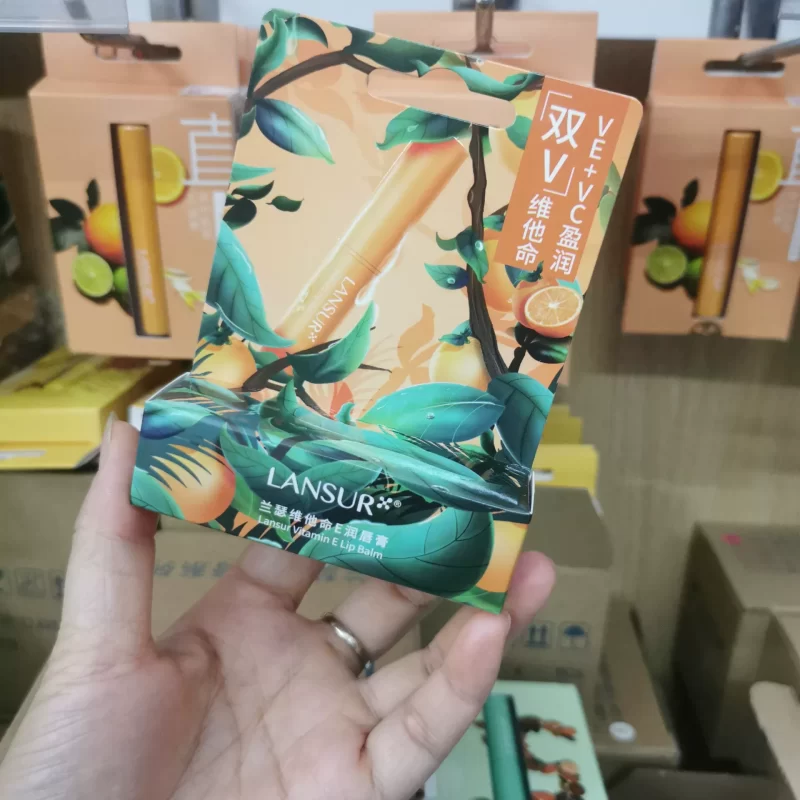 「双V」
维他命
VE+VC盈润
LANSUR
LANSUR®
兰瑟维他命E润唇膏
Lansur Vitamin E Lip Balm
直